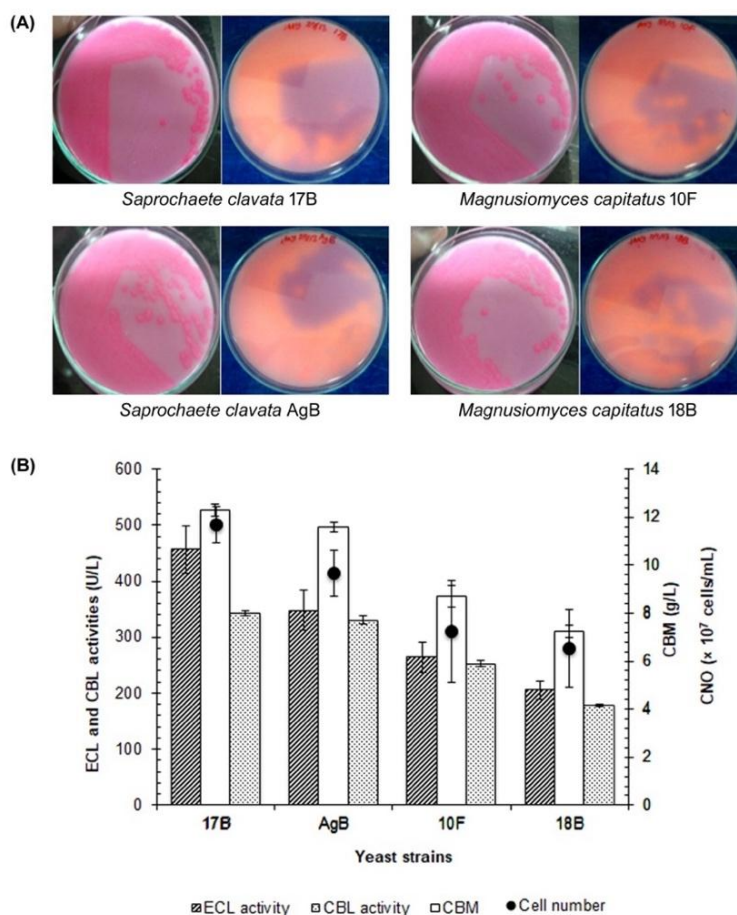 (A)
Saprochaete clavata 17B
Magnusiomyces capitatus 10F
Saprochaete clavata AgB
Magnusiomyces capitatus 18B
(B)
ECL and CBL activities (U/L)
600
500
400
300
200
100
0
14
12
10
8
6
4
2
0
CBM (g/L)
CNO (× 10⁷ cells/mL)
17B AgB 10F 18B
Yeast strains
ECL activity CBL activity CBM Cell number